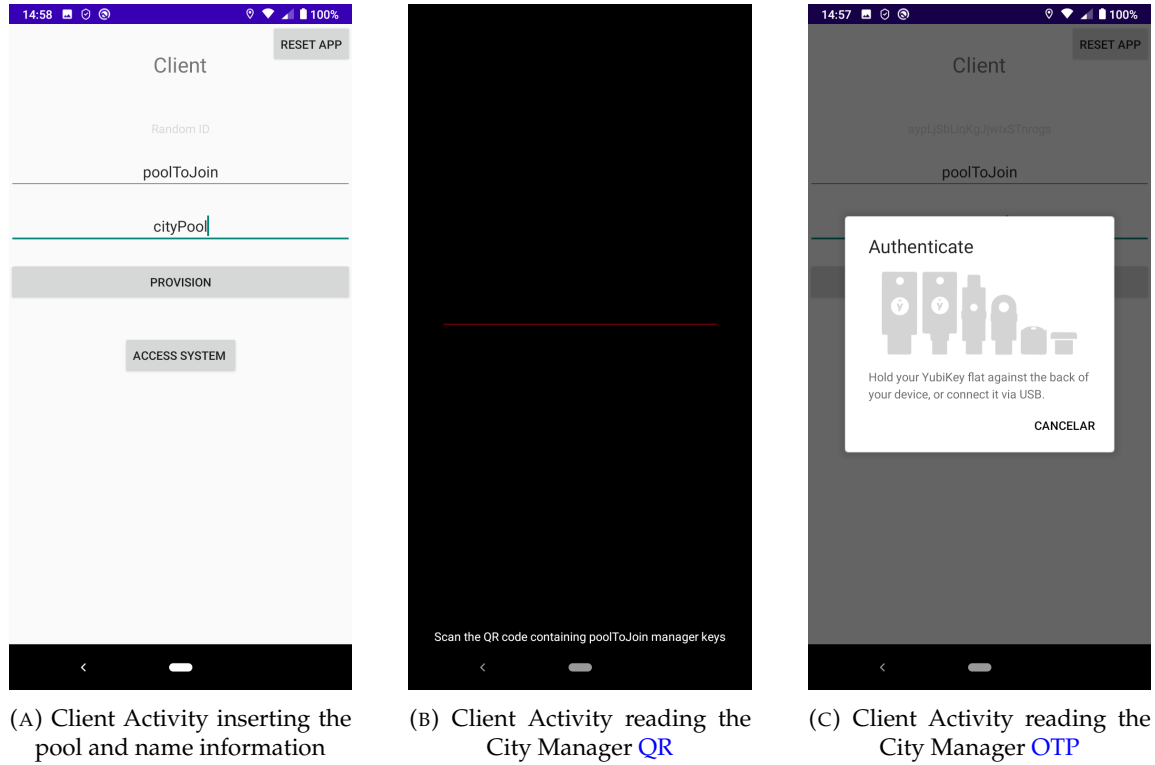 14:58 100%
RESET APP
Client
Random ID
poolToJoin
cityPool
PROVISION
ACCESS SYSTEM
(A) Client Activity inserting the
pool and name information
Scan the QR code containing poolToJoin manager keys
(B) Client Activity reading the
City Manager QR
14:57 100%
RESET APP
Client
poolToJoin
Authenticate
Hold your YubiKey flat against the back of
your device, or connect it via USB.
CANCELAR
(C) Client Activity reading the
City Manager OTP